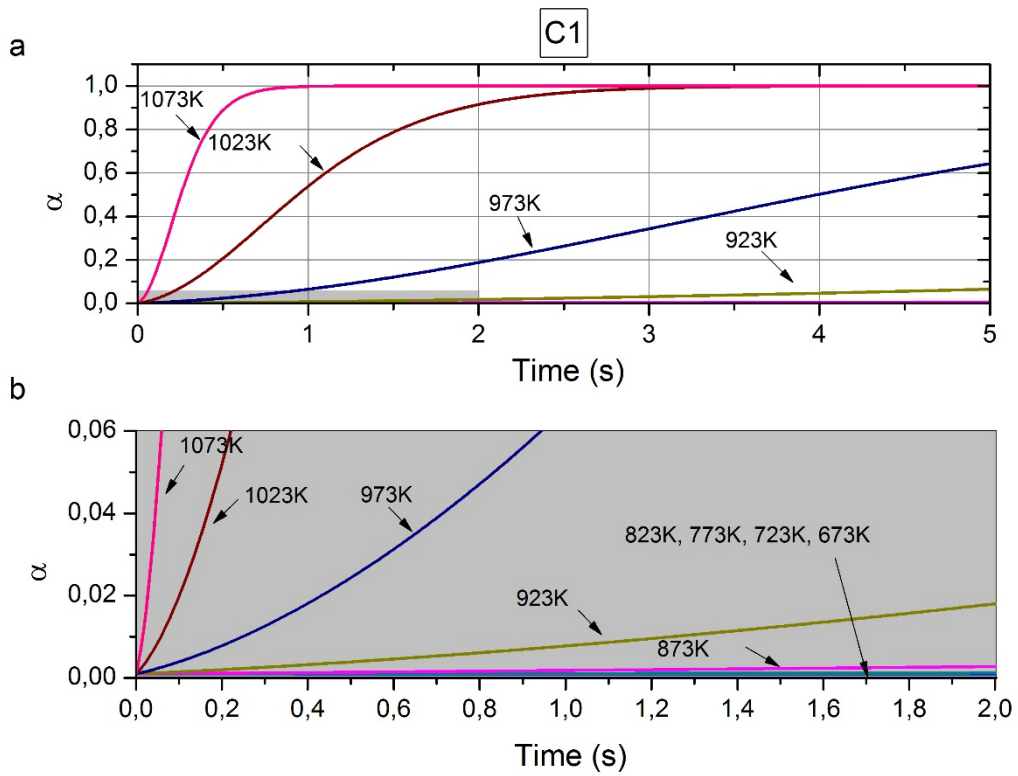 C1
a
1,0
0,8
0,6
0,4
0,2
0,0
α
1073K
1023K
973K
923K
0 1 2 3 4 5
Time (s)
b
0,06
0,04
0,02
0,00
α
1073K
1023K
973K
823K, 773K, 723K, 673K
923K
873K
0,0 0,2 0,4 0,6 0,8 1,0 1,2 1,4 1,6 1,8 2,0
Time (s)